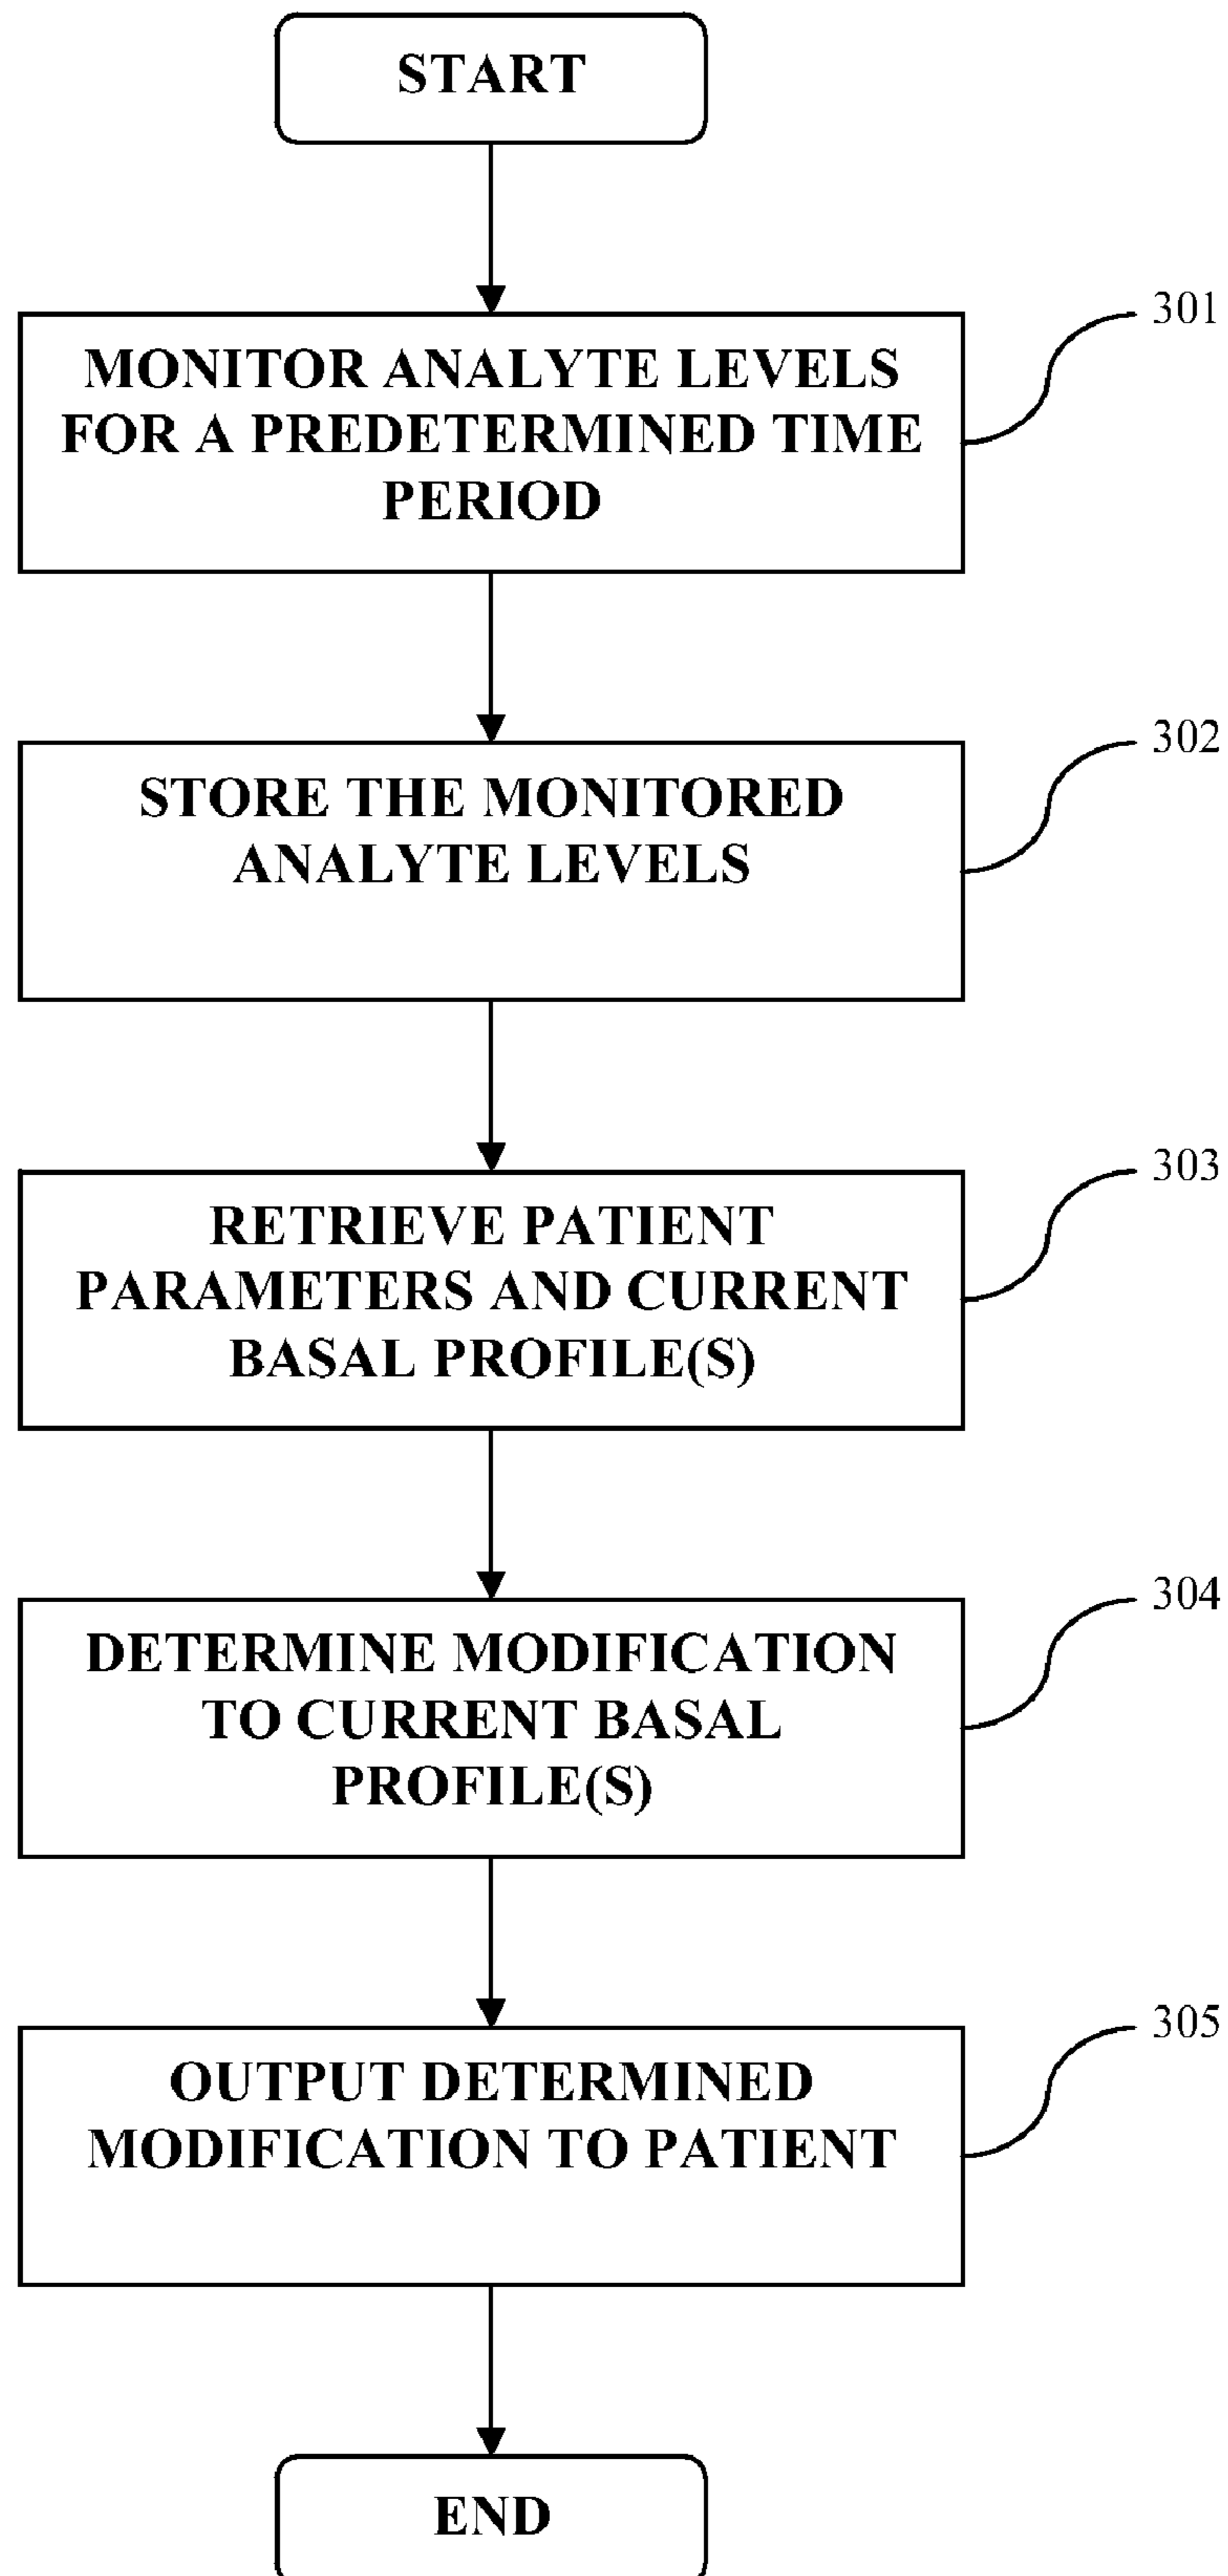 START
301
MONITOR ANALYTE LEVELS
FOR A PREDETERMINED TIME
PERIOD
302
STORE THE MONITORED
ANALYTE LEVELS
303
RETRIEVE PATIENT
PARAMETERS AND CURRENT
BASAL PROFILE(S)
304
DETERMINE MODIFICATION
TO CURRENT BASAL
PROFILE(S)
305
OUTPUT DETERMINED
MODIFICATION TO PATIENT
END